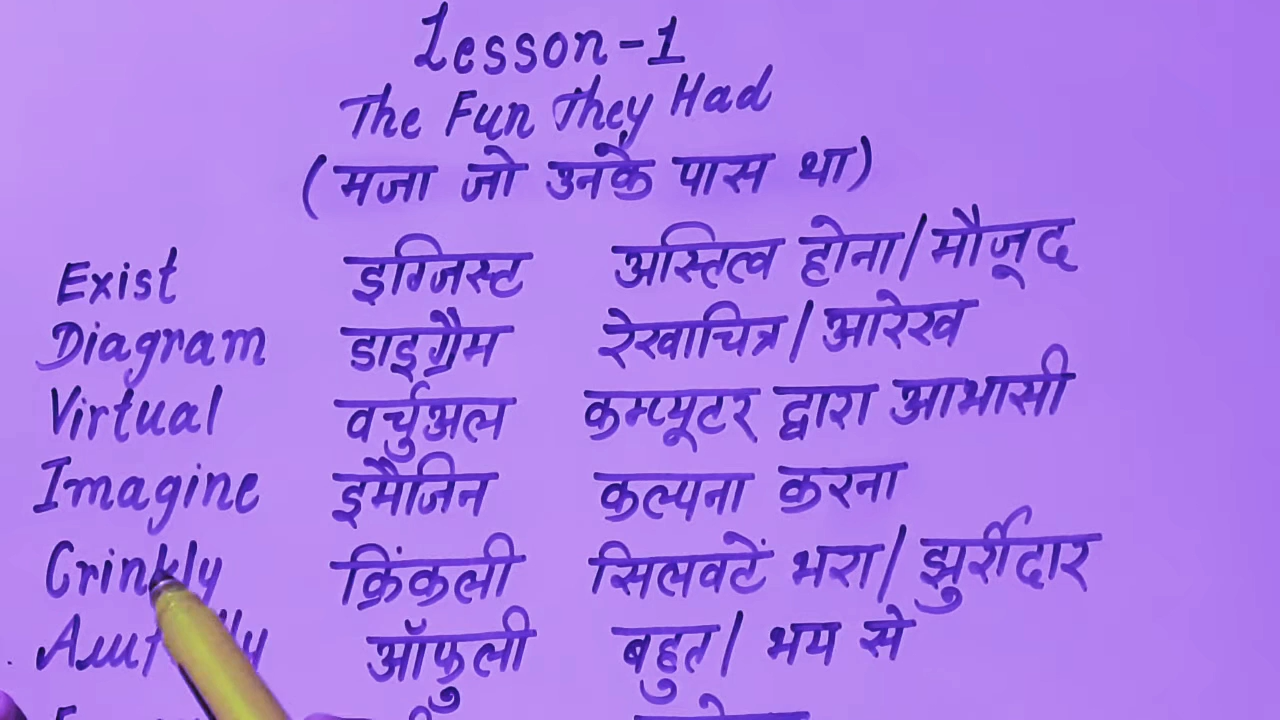 Lesson-1
The Fun They Had
(मजा जो उनके पास था)
Exist इग्जिस्ट अस्तित्व होना/मौजूद
Diagram डाइग्रैम रेखाचित्र/आरेख
Virtual वर्चुअल कम्प्यूटर द्वारा आभासी
Imagine इमैजिन कल्पना करना
Crinkly क्रिंकली सिलवटें भरा/झुर्रीदार
ऑफुली बहुत/भय से